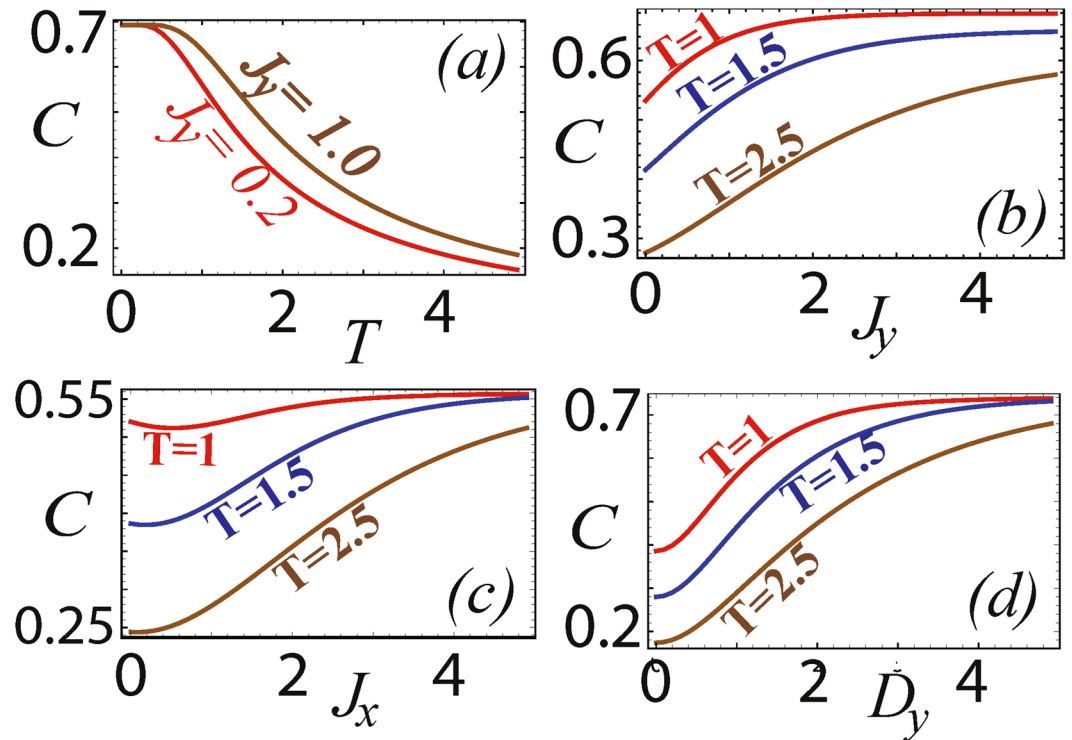 0.7
C
0.2
0 2 4
T
J_y= 1.0
J_y= 0.2
(a)
0.6
C
0.3
0 2 4
J_y
T=1
T=1.5
T=2.5
(b)
0.55
C
0.25
0 2 4
J_x
T=1
T=1.5
T=2.5
(c)
0.7
C
0.2
0 2 4
Ď_y
T=1
T=1.5
T=2.5
(d)